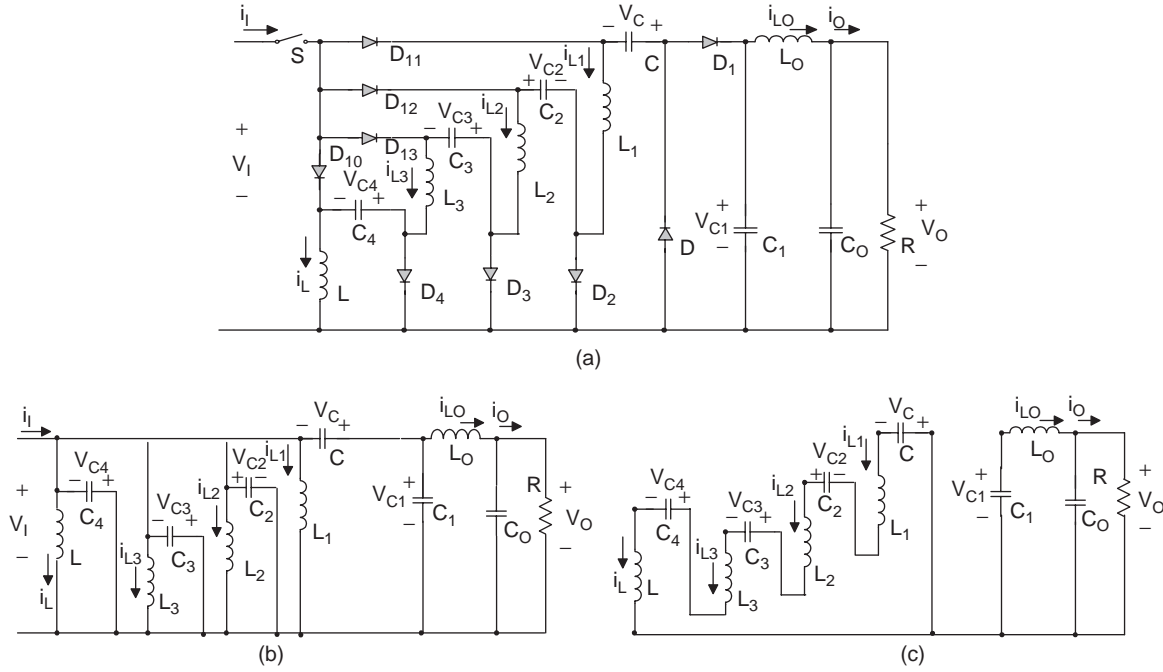 i_I
S
D_11
− V_C +
C
D_1
i_LO
L_O
i_O
i_L1
V_C2
+ −
C_2
D_12
i_L2
L_1
V_C3
− +
C_3
D_13
L_2
+
V_I
−
D_10
i_L3
L_3
V_C4
− +
C_4
i_L
L
D_4
D_3
D_2
D
V_C1
+
−
C_1
C_O
R
+
V_O
−
(a)
i_I
V_C
− +
C
i_LO
L_O
i_O
V_C4
− +
C_4
+
V_I
−
L
i_L
V_C3
− +
C_3
i_L3
L_3
V_C2
+ −
C_2
i_L2
L_2
i_L1
L_1
V_C1
+
−
C_1
C_O
R
+
V_O
−
(b)
V_C
− +
C
i_L1
L_1
V_C2
+ −
C_2
i_L2
L_2
V_C3
− +
C_3
i_L3
L_3
V_C4
− +
C_4
i_L
L
i_LO
L_O
i_O
V_C1
+
−
C_1
C_O
R
+
V_O
−
(c)